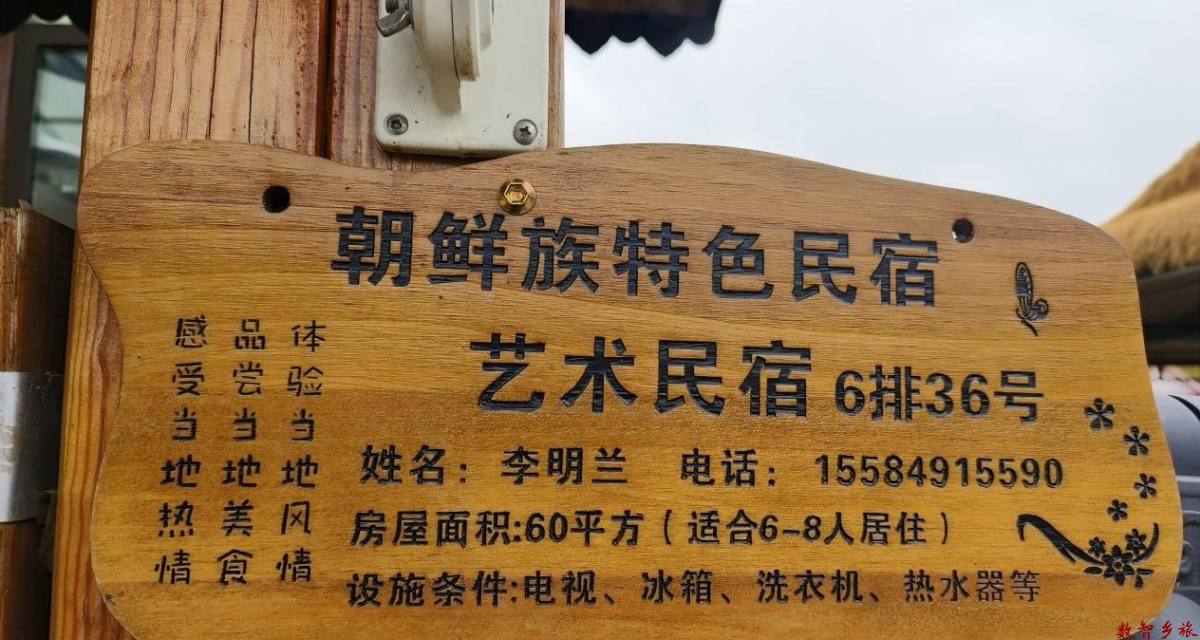 朝鲜族特色民宿
艺术民宿 6排36号
姓名：李明兰 电话：15584915590
房屋面积:60平方（适合6-8人居住）
设施条件:电视、冰箱、洗衣机、热水器等
体验当地风情
品尝当地美食
感受当地热情
数智乡旅